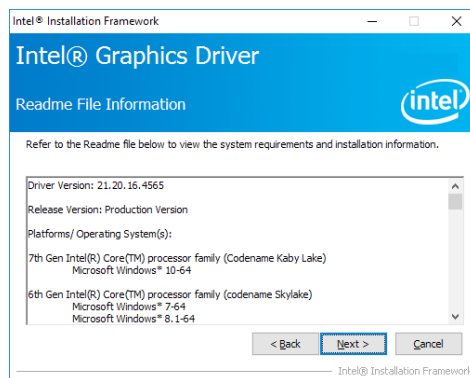 Intel® Installation Framework
Intel® Graphics Driver
Readme File Information
intel
Refer to the Readme file below to view the system requirements and installation information.
Driver Version: 21.20.16.4565
Release Version: Production Version
Platforms/ Operating System(s):
7th Gen Intel(R) Core(TM) processor family (Codename Kaby Lake)
Microsoft Windows* 10-64
6th Gen Intel(R) Core(TM) processor family (codename Skylake)
Microsoft Windows* 7-64
Microsoft Windows* 8.1-64
< Back
Next >
Cancel
Intel® Installation Framework